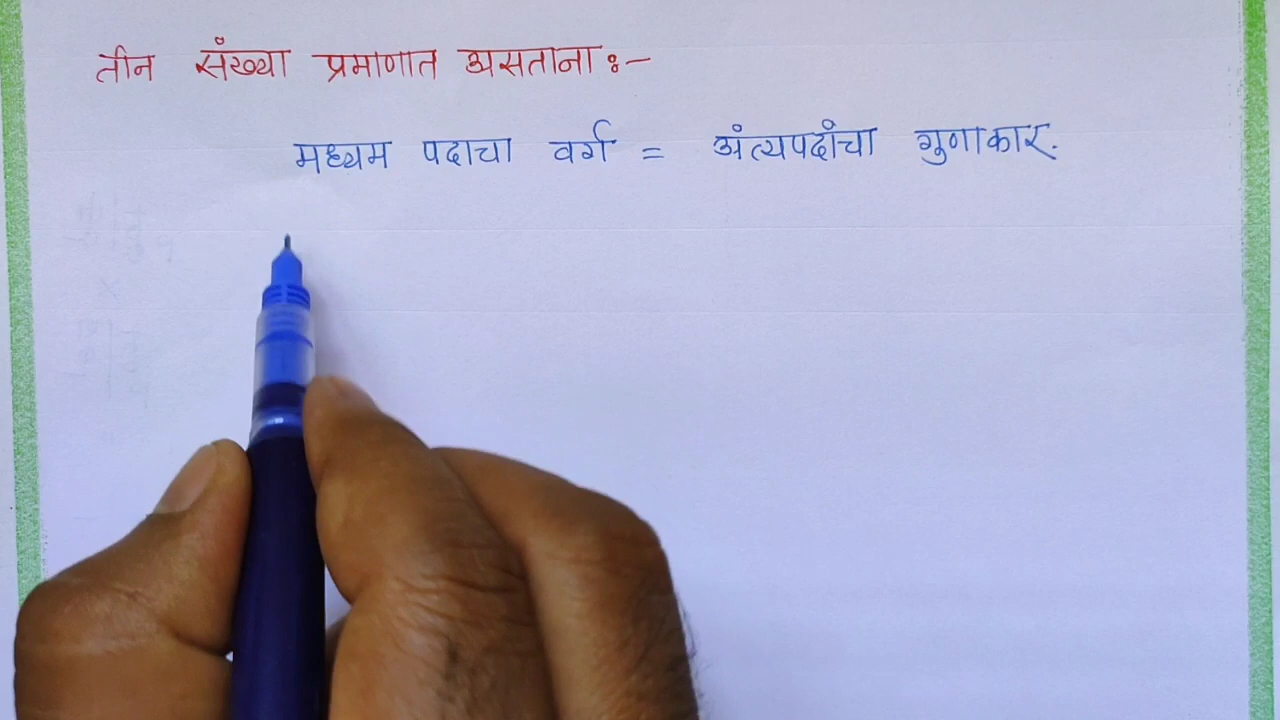 तीन संख्या प्रमाणात असताना :-
मध्यम पदाचा वर्ग = अंत्यपदांचा गुणाकार.